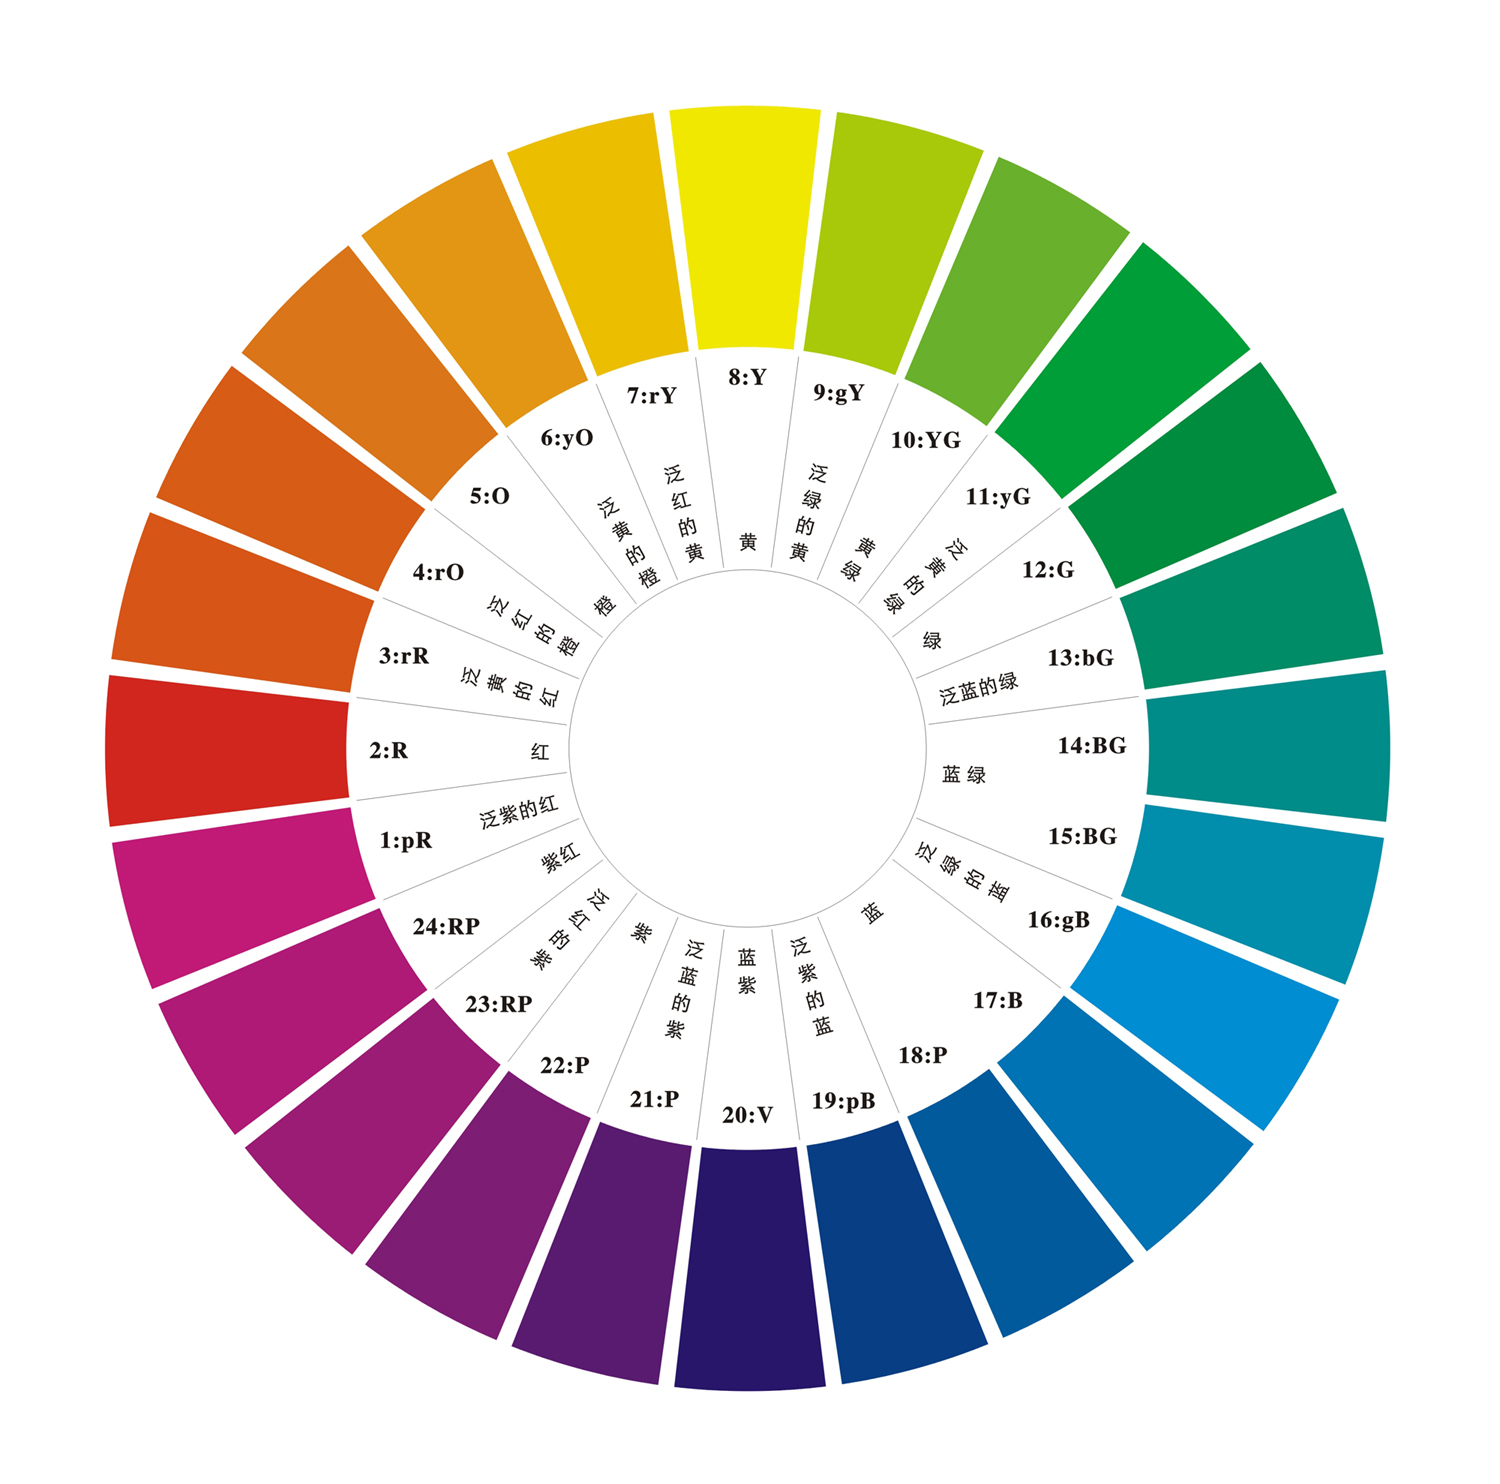 1:pR
泛紫的红
2:R
红
3:rR
泛黄的红
4:rO
泛红的橙
5:O
橙
6:yO
泛黄的橙
7:rY
泛红的黄
8:Y
黄
9:gY
泛绿的黄
10:YG
黄绿
11:yG
泛黄的绿
12:G
绿
13:bG
泛蓝的绿
14:BG
蓝绿
15:BG
16:gB
泛绿的蓝
17:B
蓝
18:P
19:pB
泛紫的蓝
20:V
蓝紫
21:P
泛蓝的紫
22:P
紫
23:RP
泛红的紫
24:RP
紫红